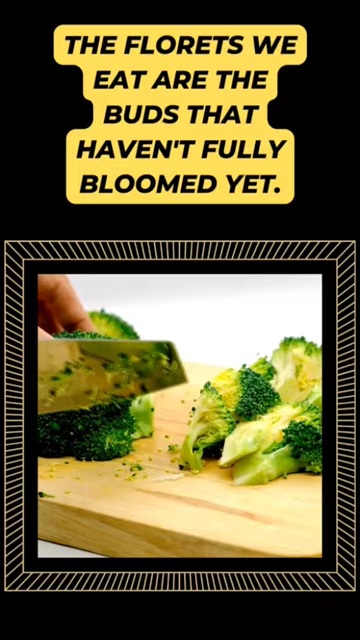 THE FLORETS WE
EAT ARE THE
BUDS THAT
HAVEN'T FULLY
BLOOMED YET.